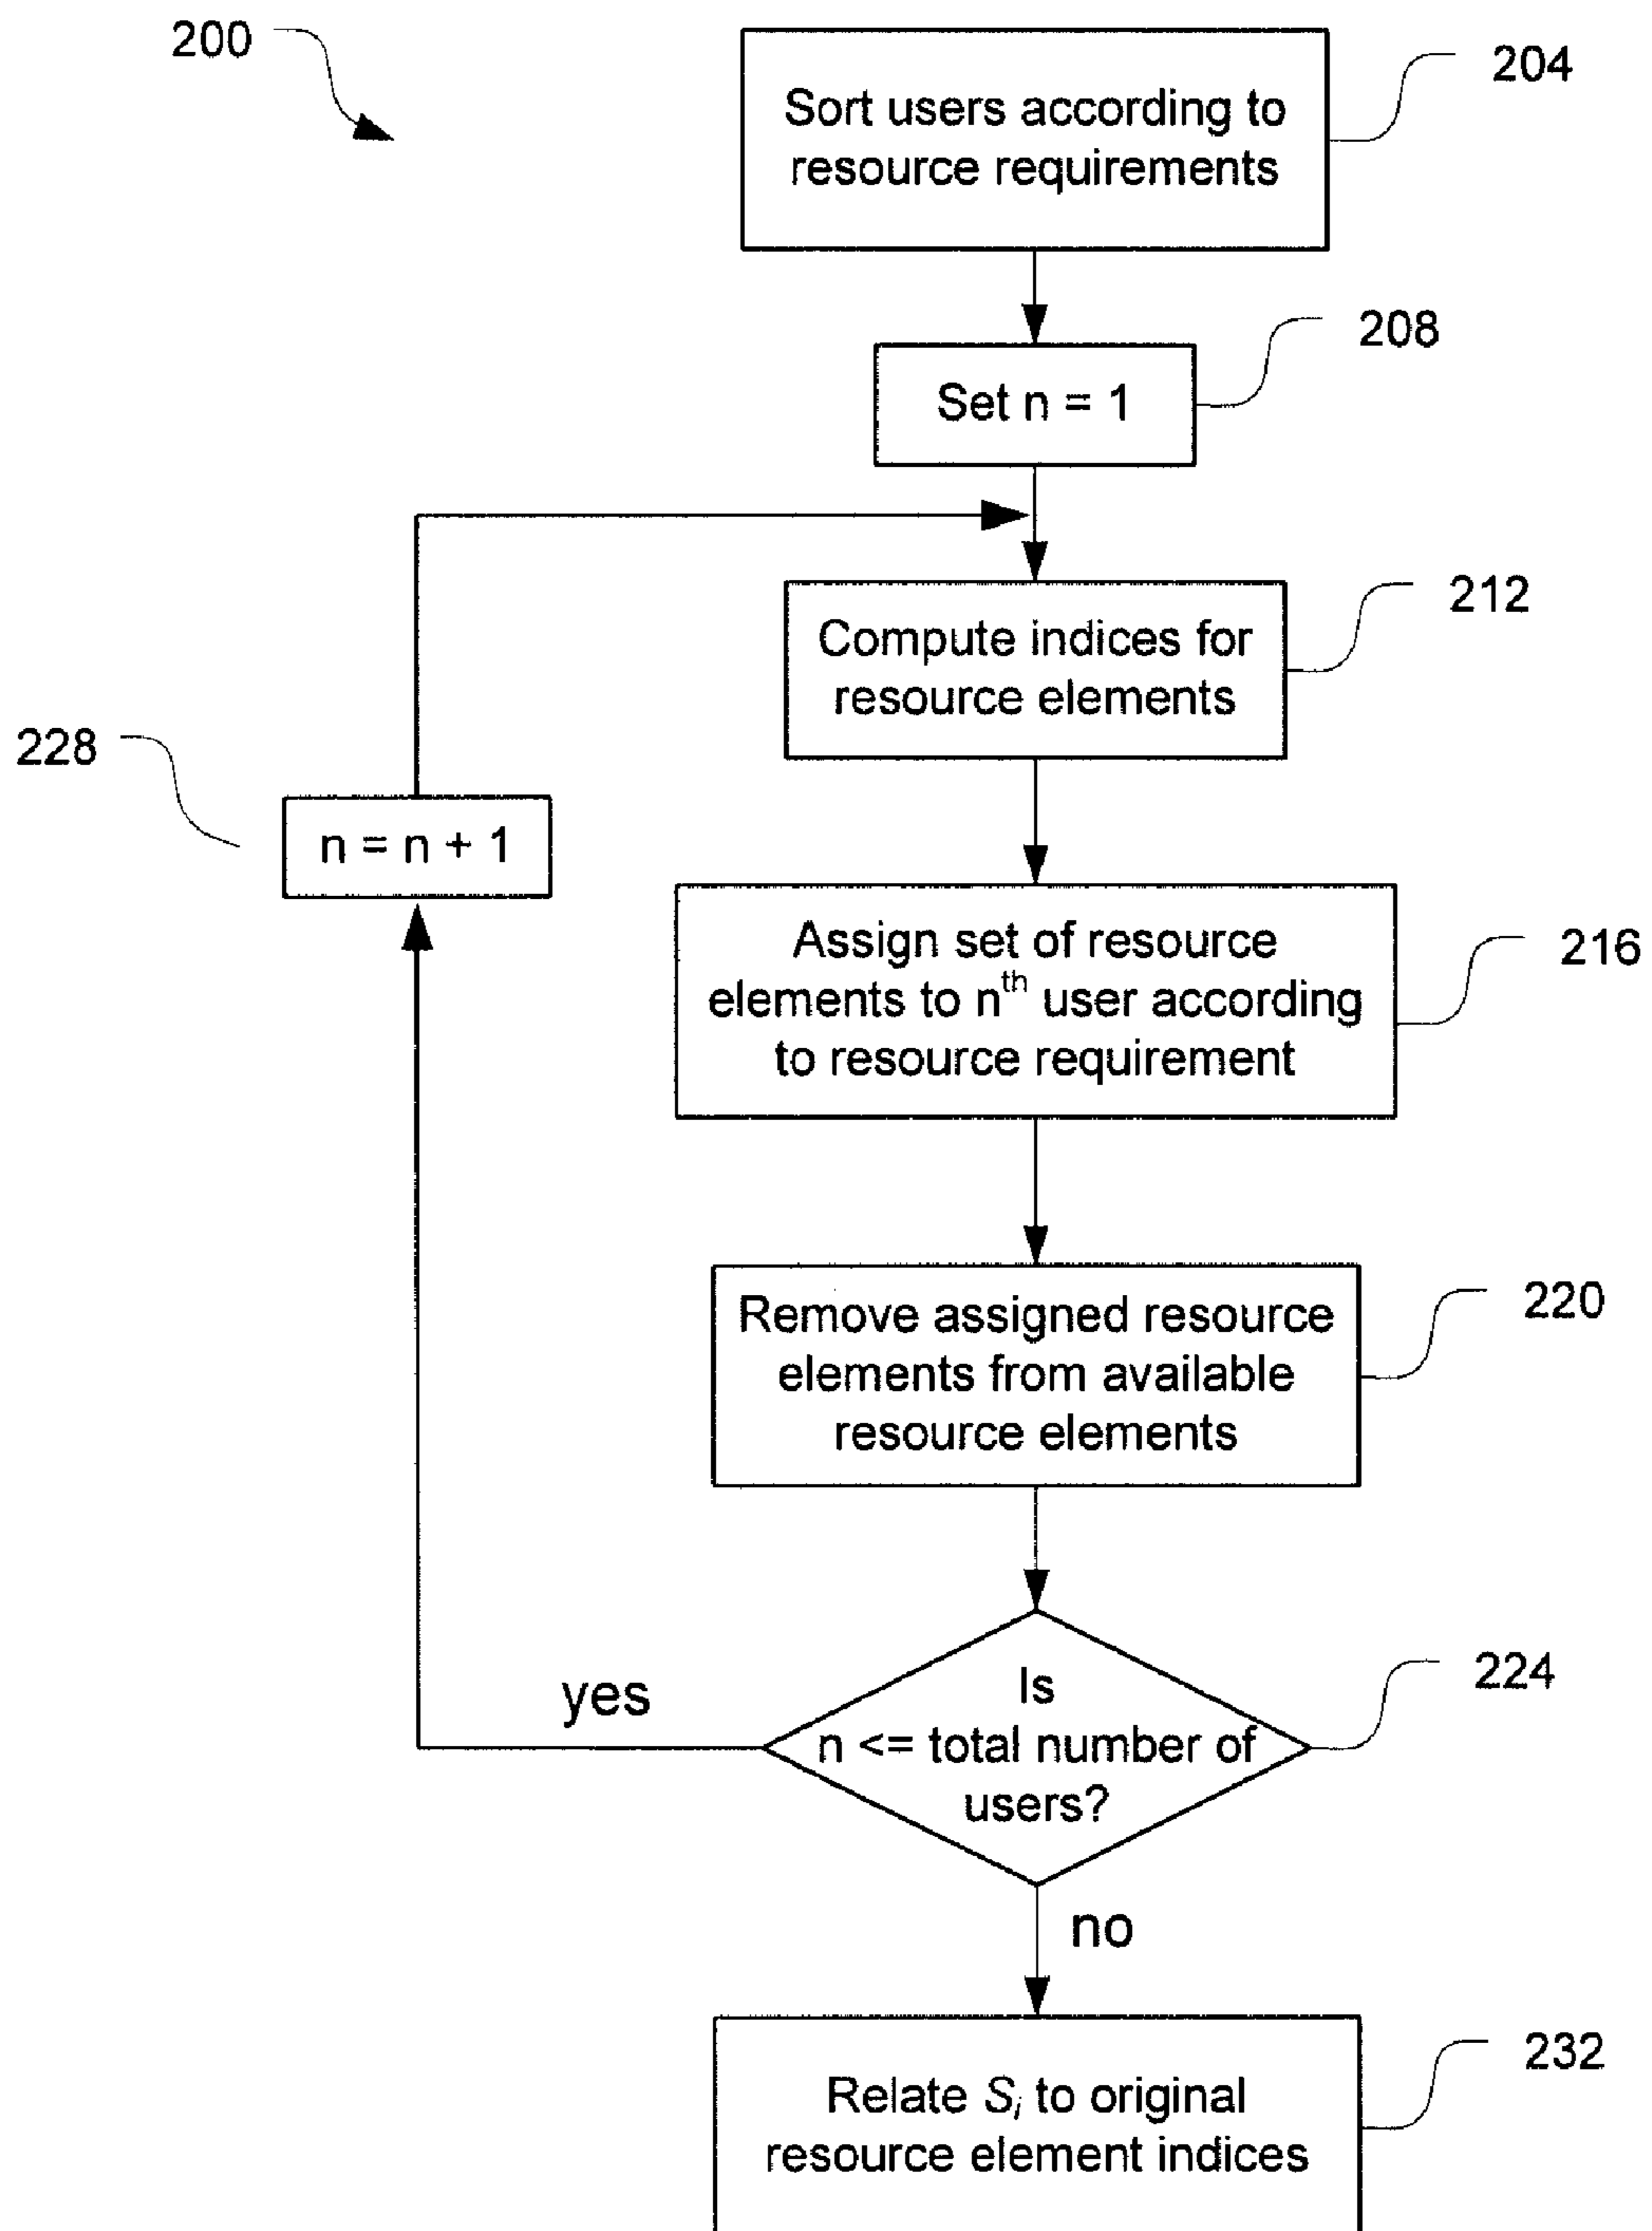 200
204
Sort users according to
resource requirements
208
Set n = 1
212
Compute indices for
resource elements
228
n = n + 1
216
Assign set of resource
elements to nth user according
to resource requirement
220
Remove assigned resource
elements from available
resource elements
224
Is
n <= total number of
users?
yes
no
232
Relate Si to original
resource element indices